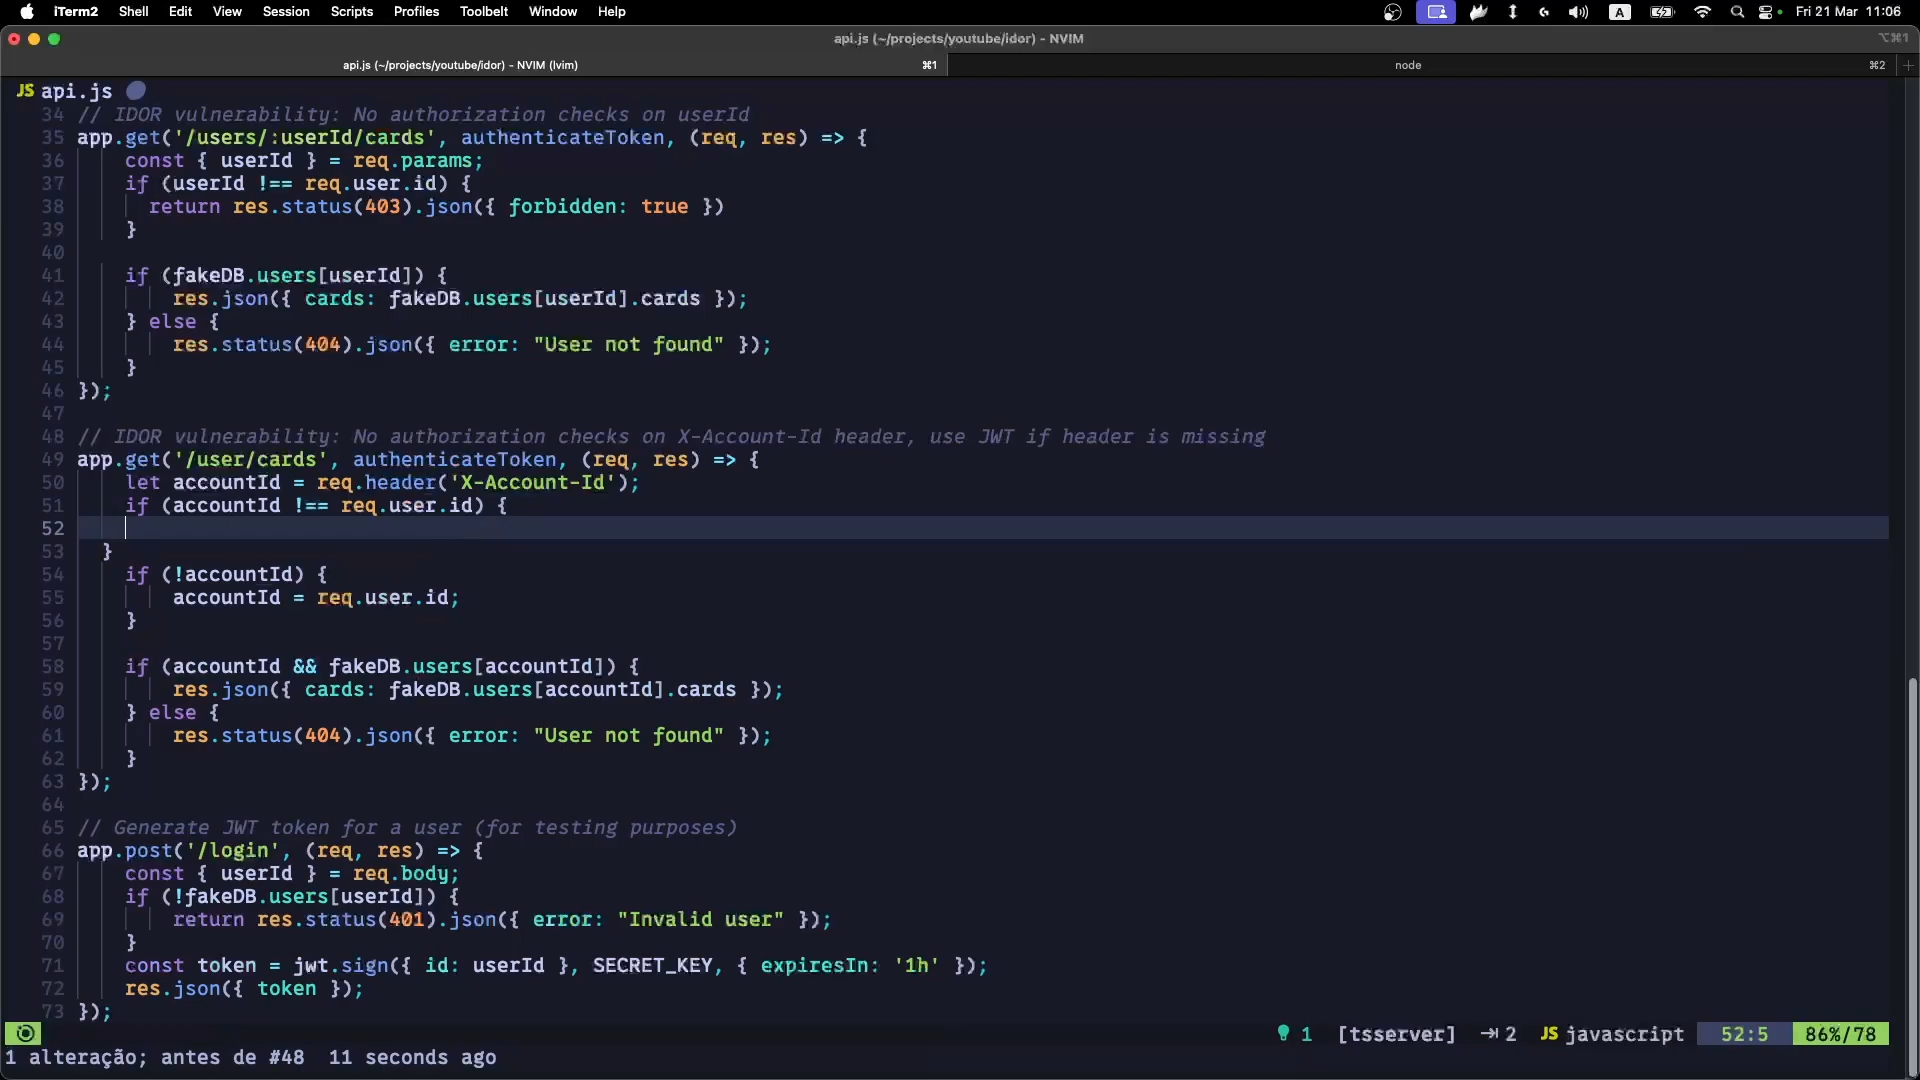 iTerm2 Shell Edit View Session Scripts Profiles Toolbelt Window Help A Fri 21 Mar 11:06
api.js (~/projects/youtube/idor) - NVIM ⌥⌘1
api.js (~/projects/youtube/idor) - NVIM (lvim) ⌘1 node ⌘2 +
JS api.js
34 // IDOR vulnerability: No authorization checks on userId
35 app.get('/users/:userId/cards', authenticateToken, (req, res) => {
36 const { userId } = req.params;
37 if (userId !== req.user.id) {
38 return res.status(403).json({ forbidden: true })
39 }
40
41 if (fakeDB.users[userId]) {
42 res.json({ cards: fakeDB.users[userId].cards });
43 } else {
44 res.status(404).json({ error: "User not found" });
45 }
46 });
47
48 // IDOR vulnerability: No authorization checks on X-Account-Id header, use JWT if header is missing
49 app.get('/user/cards', authenticateToken, (req, res) => {
50 let accountId = req.header('X-Account-Id');
51 if (accountId !== req.user.id) {
52
53 }
54 if (!accountId) {
55 accountId = req.user.id;
56 }
57
58 if (accountId && fakeDB.users[accountId]) {
59 res.json({ cards: fakeDB.users[accountId].cards });
60 } else {
61 res.status(404).json({ error: "User not found" });
62 }
63 });
64
65 // Generate JWT token for a user (for testing purposes)
66 app.post('/login', (req, res) => {
67 const { userId } = req.body;
68 if (!fakeDB.users[userId]) {
69 return res.status(401).json({ error: "Invalid user" });
70 }
71 const token = jwt.sign({ id: userId }, SECRET_KEY, { expiresIn: '1h' });
72 res.json({ token });
73 });
1 [tsserver] 2 JS javascript 52:5 86%/78
1 alteração; antes de #48 11 seconds ago